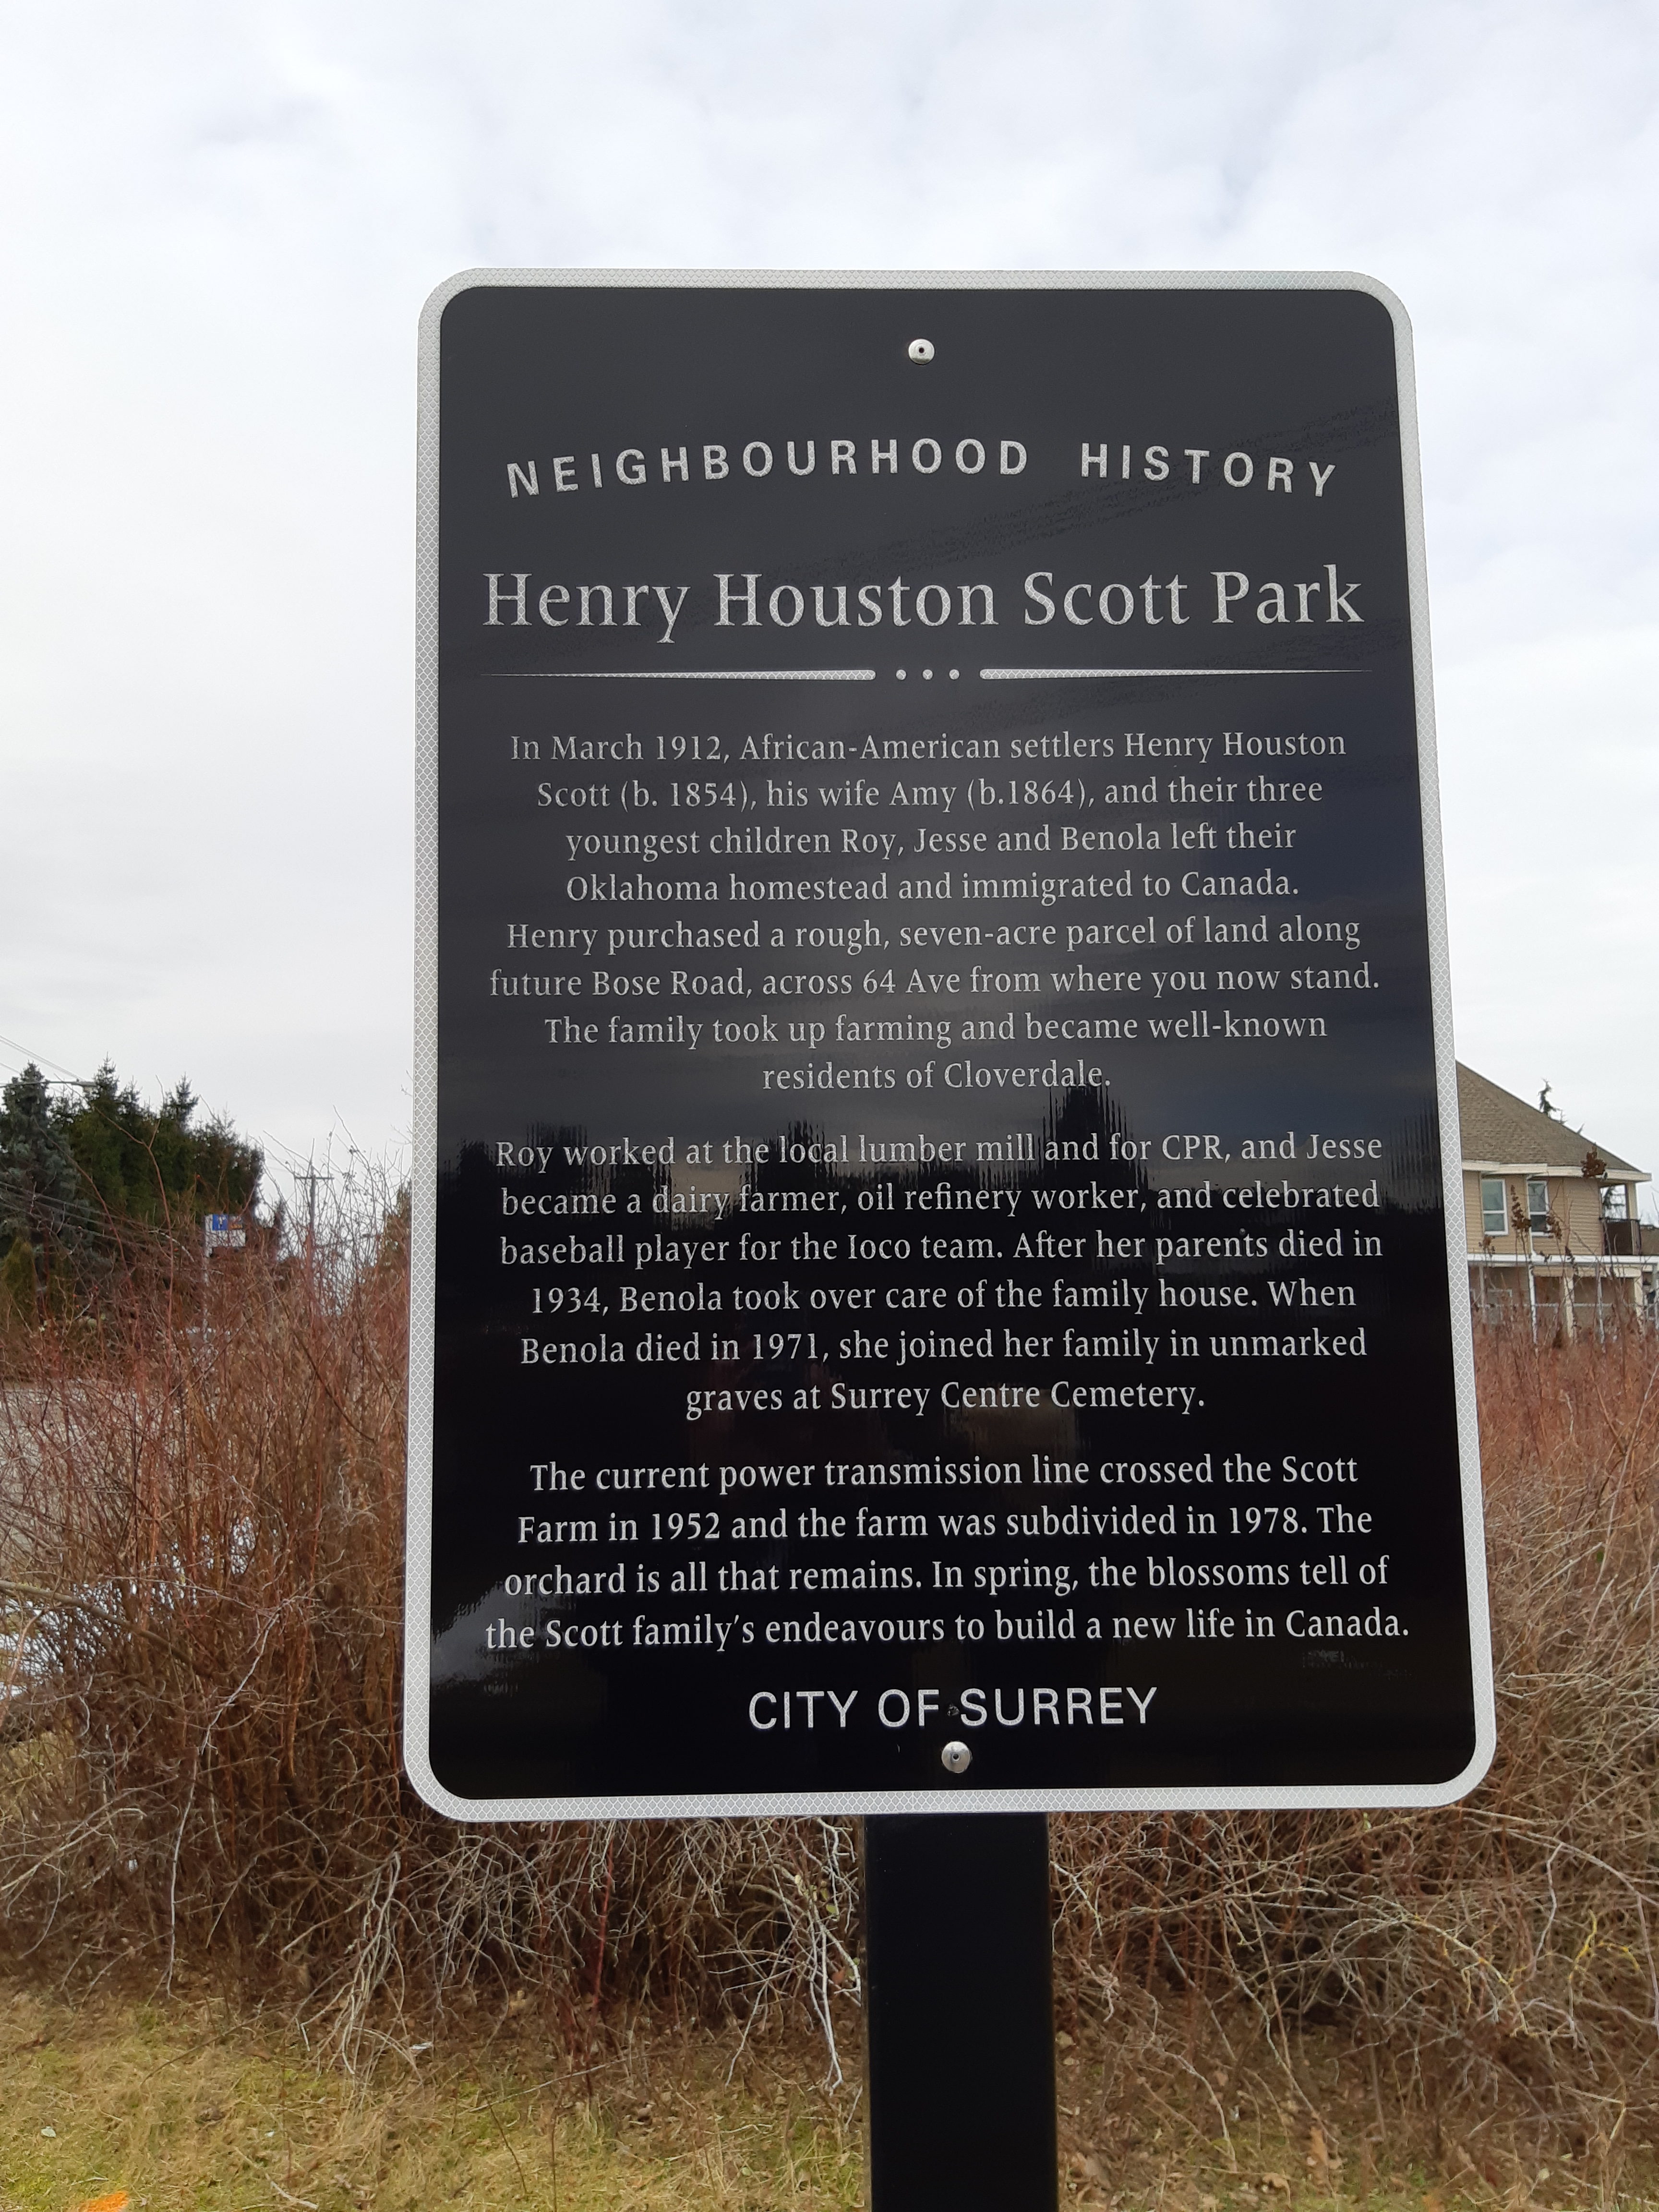 NEIGHBOURHOOD HISTORY
Henry Houston Scott Park
In March 1912, African-American settlers Henry Houston
Scott (b. 1854), his wife Amy (b.1864), and their three
youngest children Roy, Jesse and Benola left their
Oklahoma homestead and immigrated to Canada.
Henry purchased a rough, seven-acre parcel of land along
future Bose Road, across 64 Ave from where you now stand.
The family took up farming and became well-known
residents of Cloverdale.
Roy worked at the local lumber mill and for CPR, and Jesse
became a dairy farmer, oil refinery worker, and celebrated
baseball player for the Ioco team. After her parents died in
1934, Benola took over care of the family house. When
Benola died in 1971, she joined her family in unmarked
graves at Surrey Centre Cemetery.
The current power transmission line crossed the Scott
Farm in 1952 and the farm was subdivided in 1978. The
orchard is all that remains. In spring, the blossoms tell of
the Scott family's endeavours to build a new life in Canada.
CITY OF SURREY